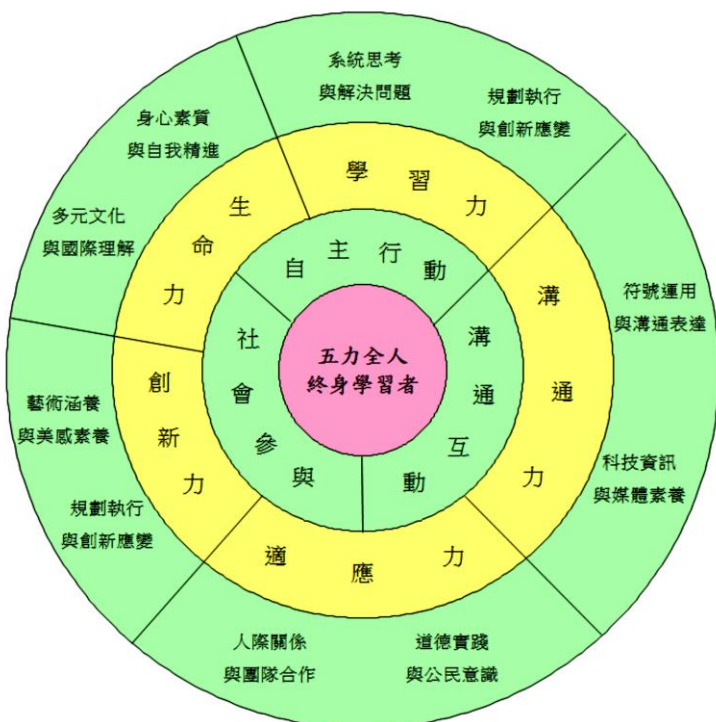 系統思考
與解決問題
規劃執行
與創新應變
身心素質
與自我精進
多元文化
與國際理解
學習力
生命力
自主行動
符號運用
與溝通表達
溝通力
溝通互動
五力全人
終身學習者
社會參與
創新力
藝術涵養
與美感素養
規劃執行
與創新應變
科技資訊
與媒體素養
適應力
人際關係
與團隊合作
道德實踐
與公民意識